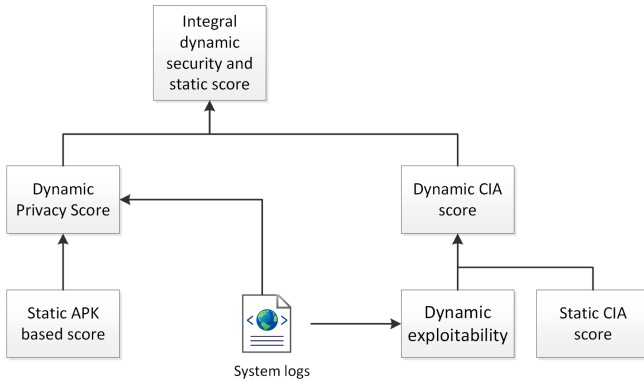 Integral
dynamic
security and
static score
Dynamic
Privacy Score
Dynamic CIA
score
Static APK
based score
System logs
Dynamic
exploitability
Static CIA
score